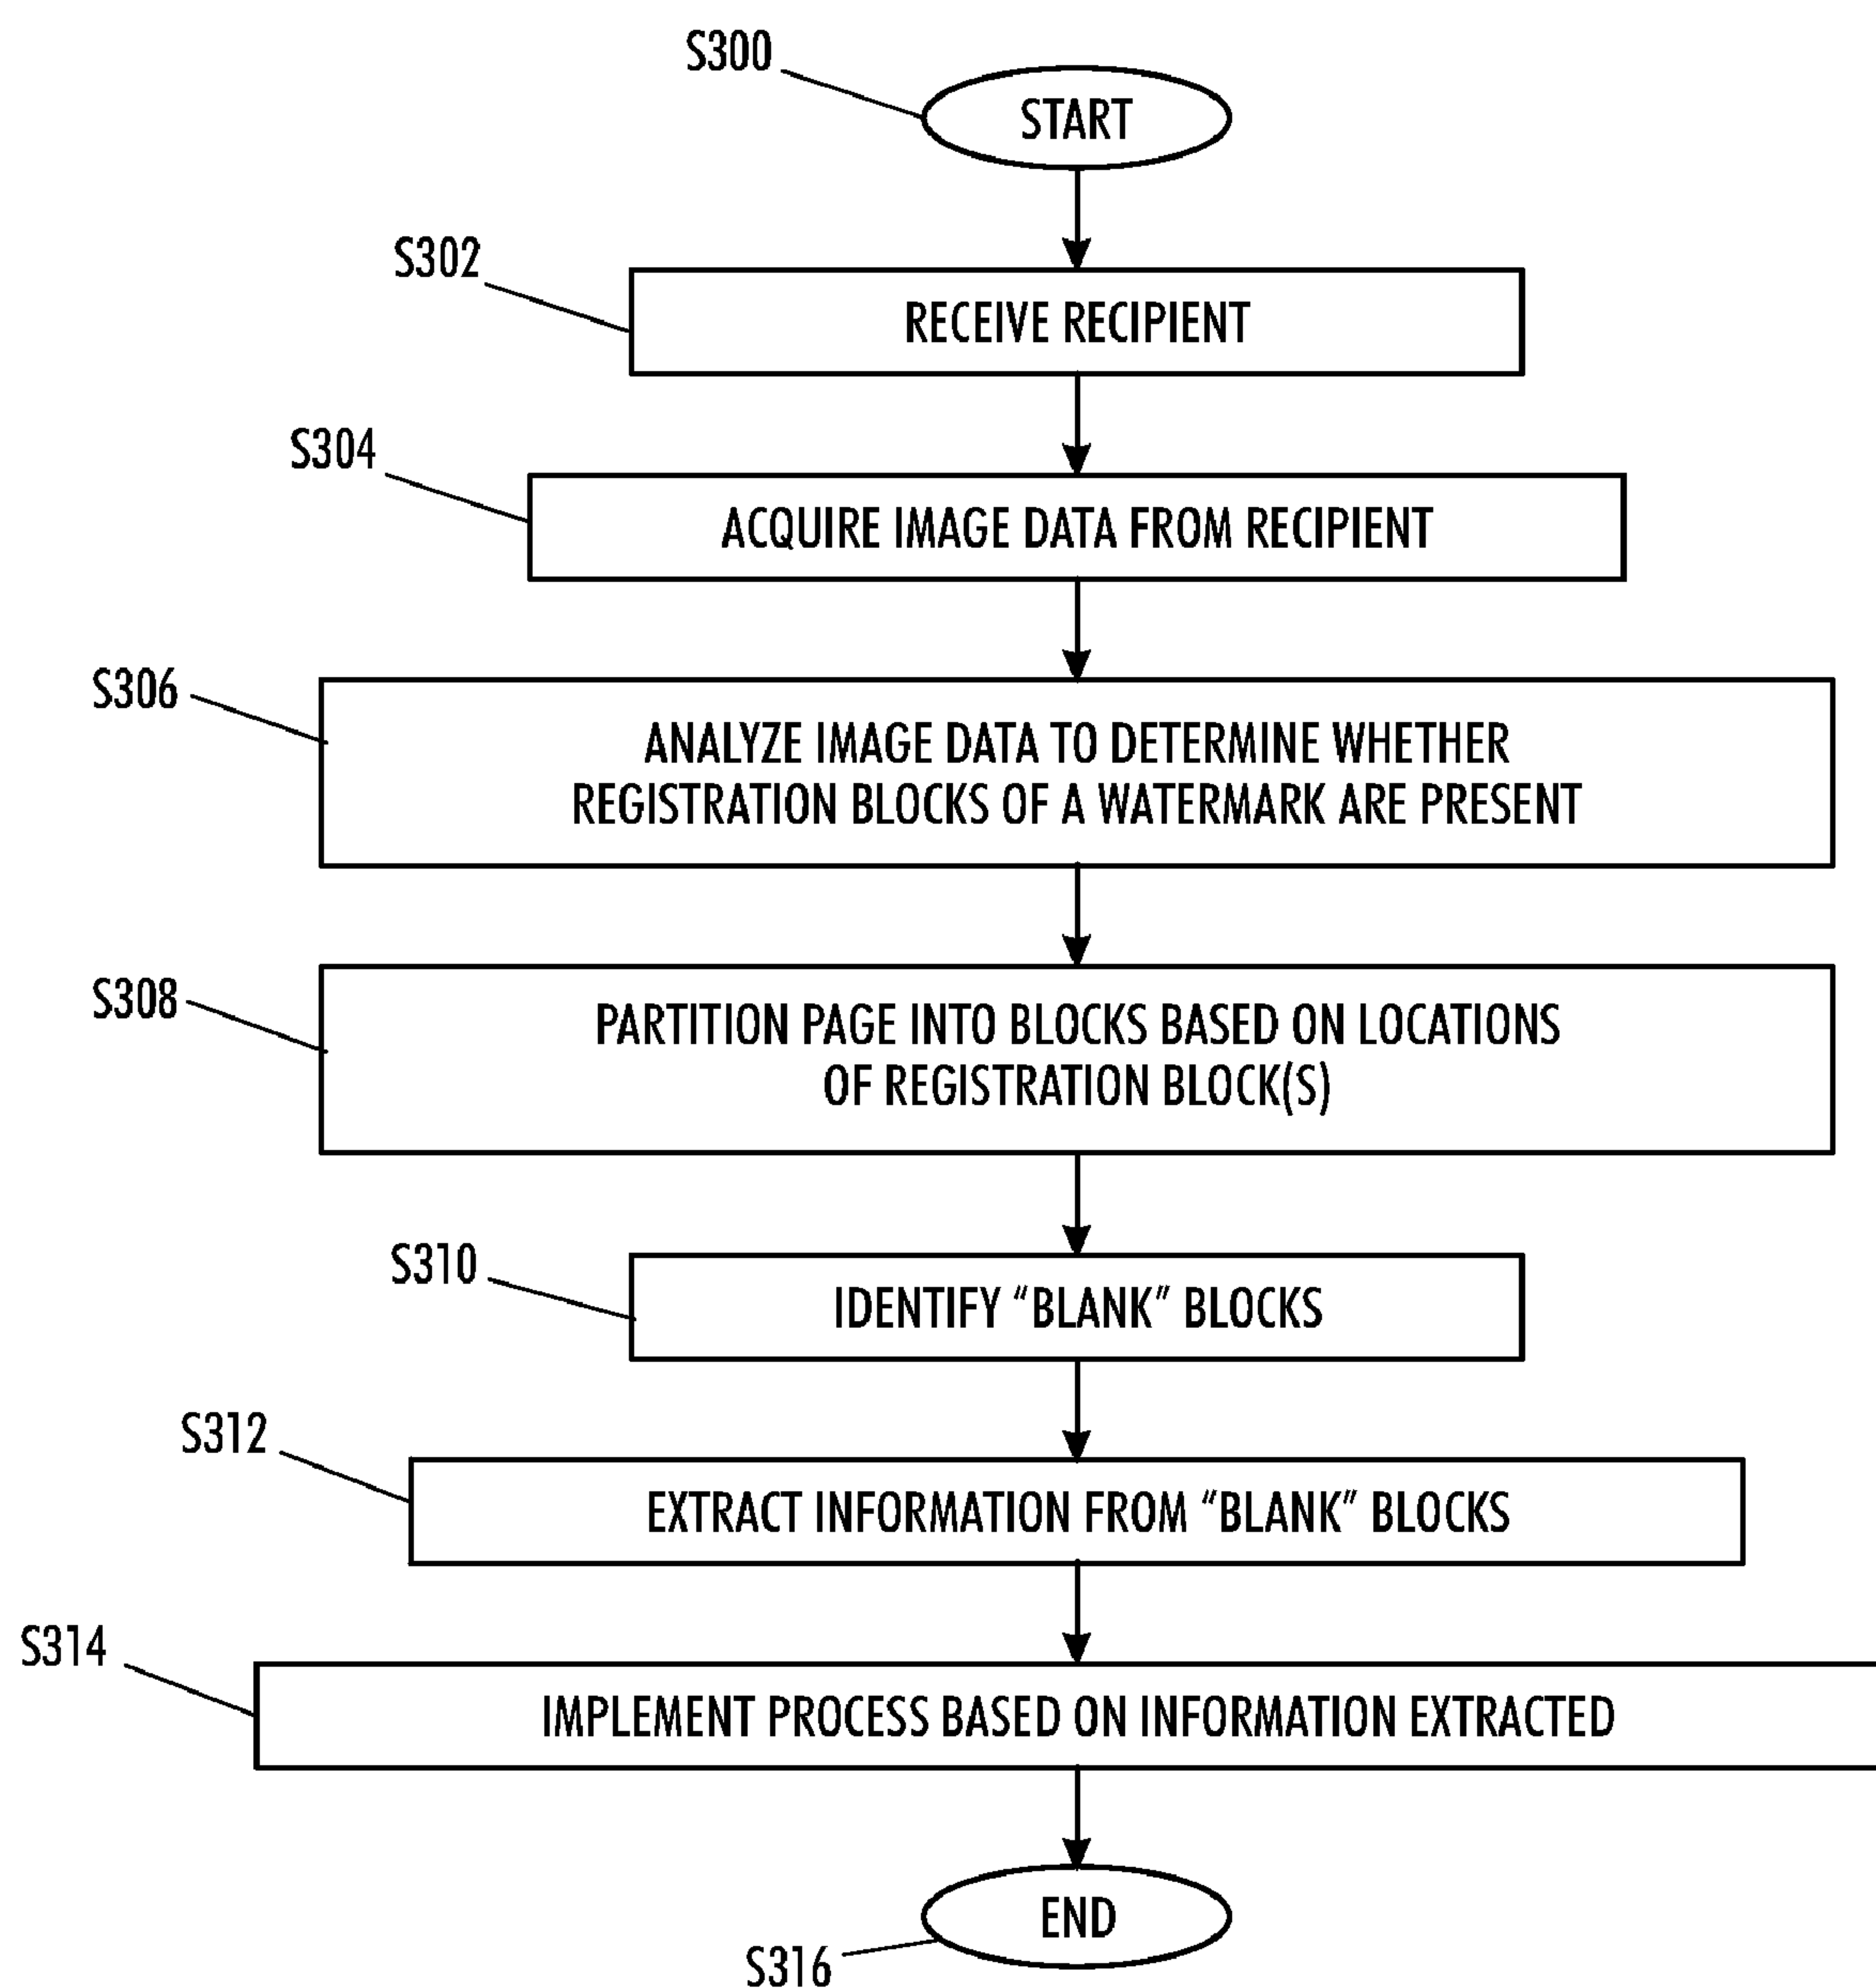 S300
START
S302
RECEIVE RECIPIENT
S304
ACQUIRE IMAGE DATA FROM RECIPIENT
S306
ANALYZE IMAGE DATA TO DETERMINE WHETHER
REGISTRATION BLOCKS OF A WATERMARK ARE PRESENT
S308
PARTITION PAGE INTO BLOCKS BASED ON LOCATIONS
OF REGISTRATION BLOCK(S)
S310
IDENTIFY “BLANK” BLOCKS
S312
EXTRACT INFORMATION FROM “BLANK” BLOCKS
S314
IMPLEMENT PROCESS BASED ON INFORMATION EXTRACTED
END
S316